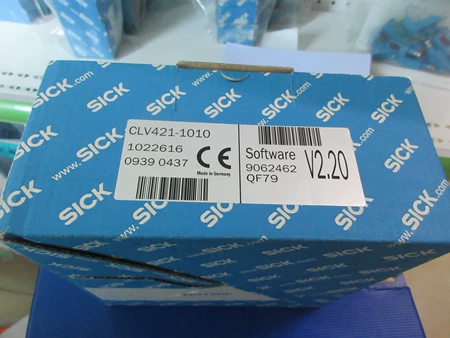 SICK
www.sick.com
CLV421-1010
1022616
0939 0437
CE
Made in Germany
Software
9062462
QF79
V2.20